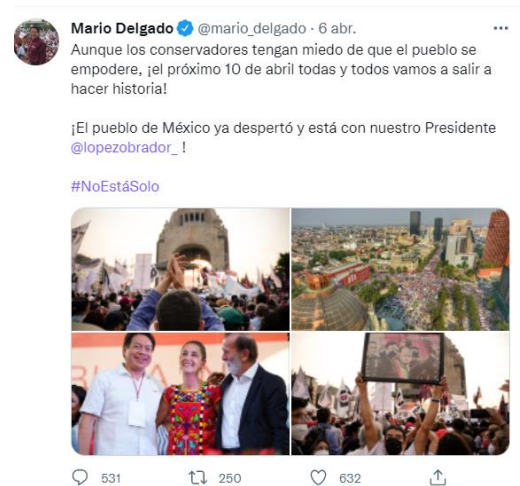 Mario Delgado @mario_delgado · 6 abr.
Aunque los conservadores tengan miedo de que el pueblo se
empodere, ¡el próximo 10 de abril todas y todos vamos a salir a
hacer historia!
¡El pueblo de México ya despertó y está con nuestro Presidente
@lopezobrador_ !
#NoEstáSolo
531 250 632